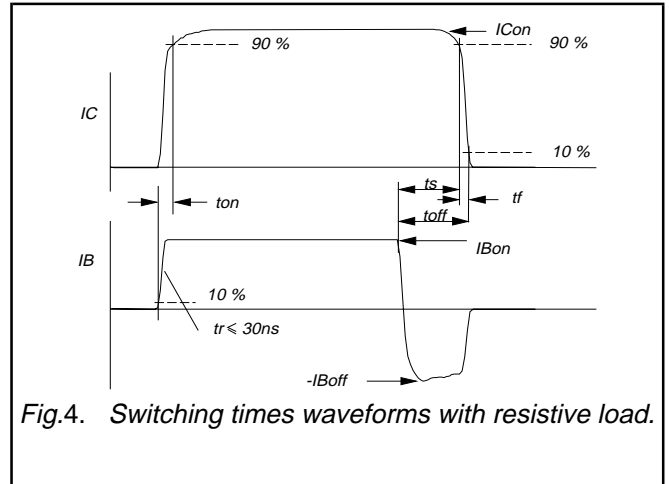 ICon
90 %
90 %
IC
10 %
ts
ton
tf
toff
IB
IBon
10 %
tr ≤ 30ns
-IBoff
Fig.4. Switching times waveforms with resistive load.